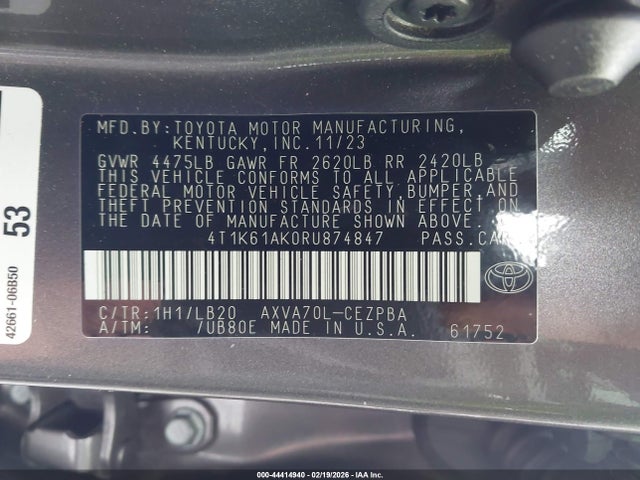 MFD.BY:TOYOTA MOTOR MANUFACTURING,
KENTUCKY,INC.11/23
GVWR 4475LB GAWR FR 2620LB RR 2420LB
THIS VEHICLE CONFORMS TO ALL APPLICABLE
FEDERAL MOTOR VEHICLE SAFETY,BUMPER,AND
THEFT PREVENTION STANDARDS IN EFFECT ON
THE DATE OF MANUFACTURE SHOWN ABOVE.
4T1K61AK0RU874847 PASS.CAR
C/TR:1H1/LB20 AXVA70L-CEZPBA
A/TM: /UB80E MADE IN U.S.A. 61752
53
42661-06B50
000-44414940 - 02/19/2026 - IAA, Inc.